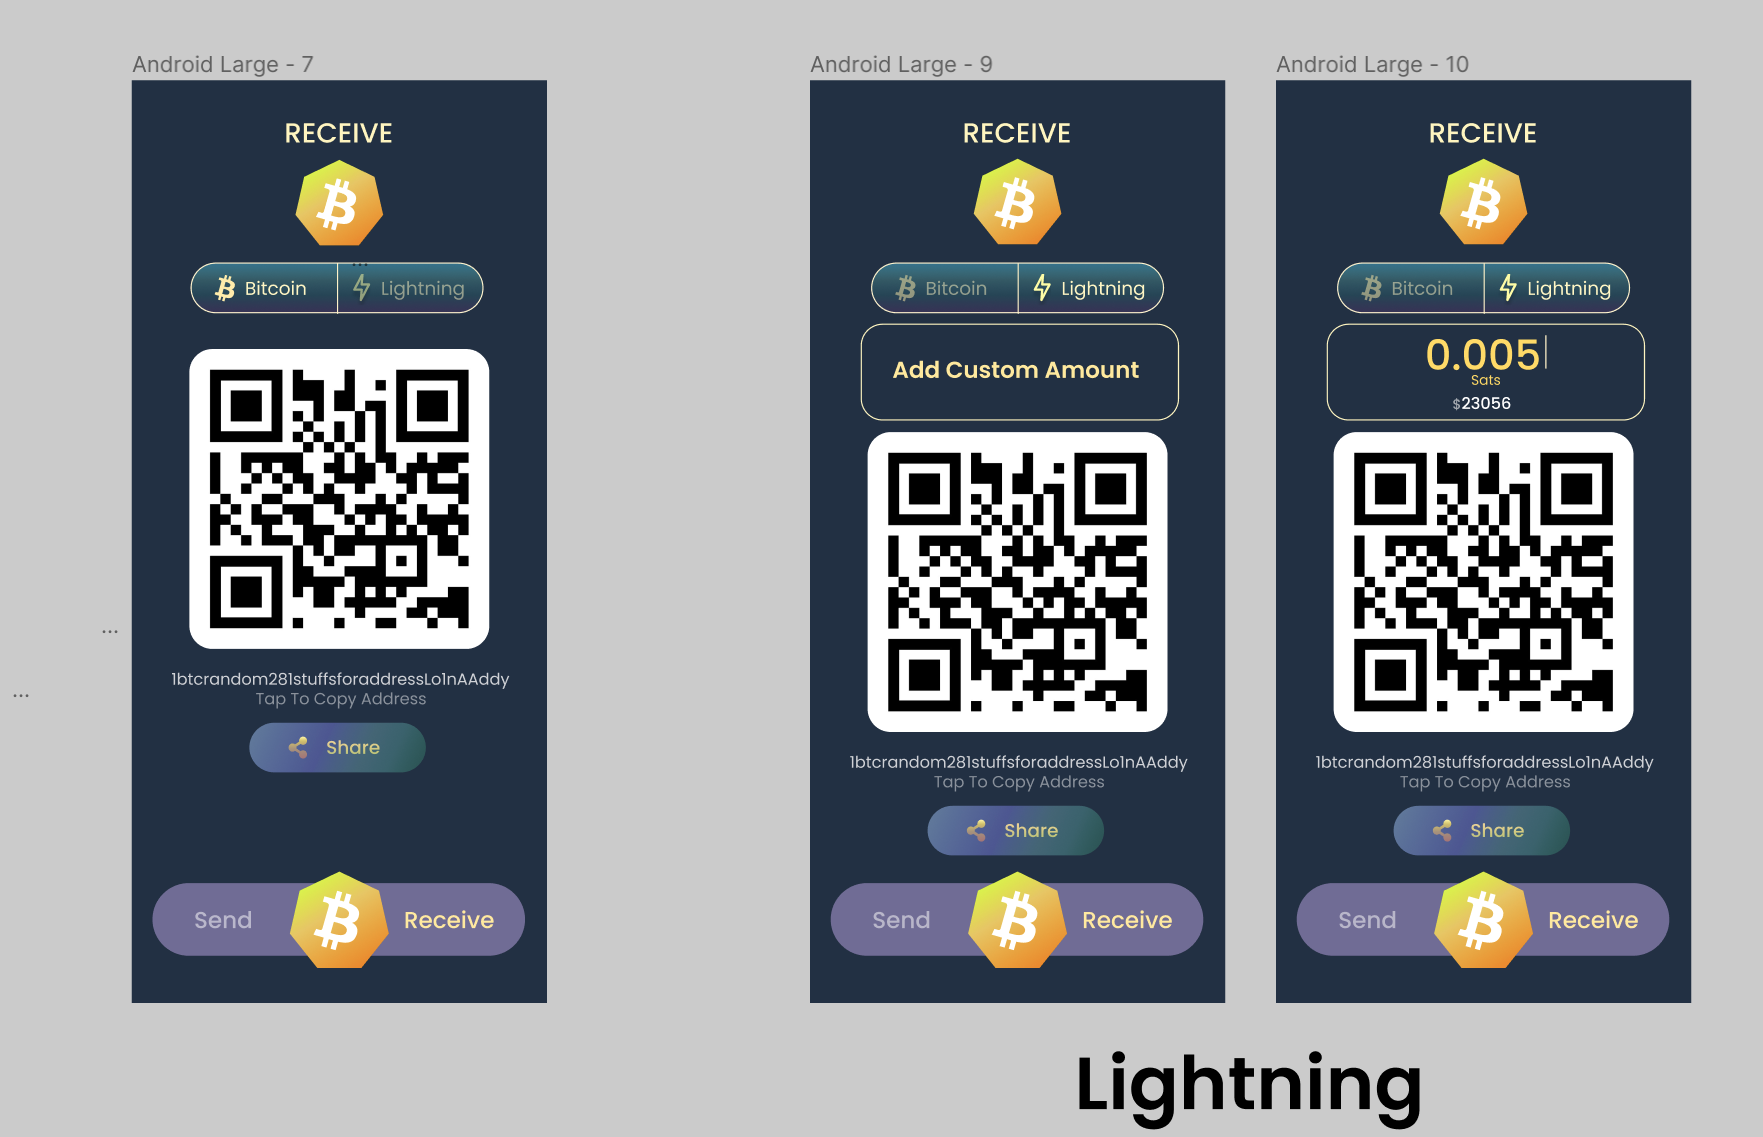 Android Large - 7
RECEIVE
Bitcoin
Lightning
1btcrandom281stuffsforaddressLo1nAAddy
Tap To Copy Address
Share
Send
Receive
...
...
Android Large - 9
RECEIVE
Bitcoin
Lightning
Add Custom Amount
1btcrandom281stuffsforaddressLo1nAAddy
Tap To Copy Address
Share
Send
Receive
Android Large - 10
RECEIVE
Bitcoin
Lightning
0.005
Sats
$23056
1btcrandom281stuffsforaddressLo1nAAddy
Tap To Copy Address
Share
Send
Receive
Lightning